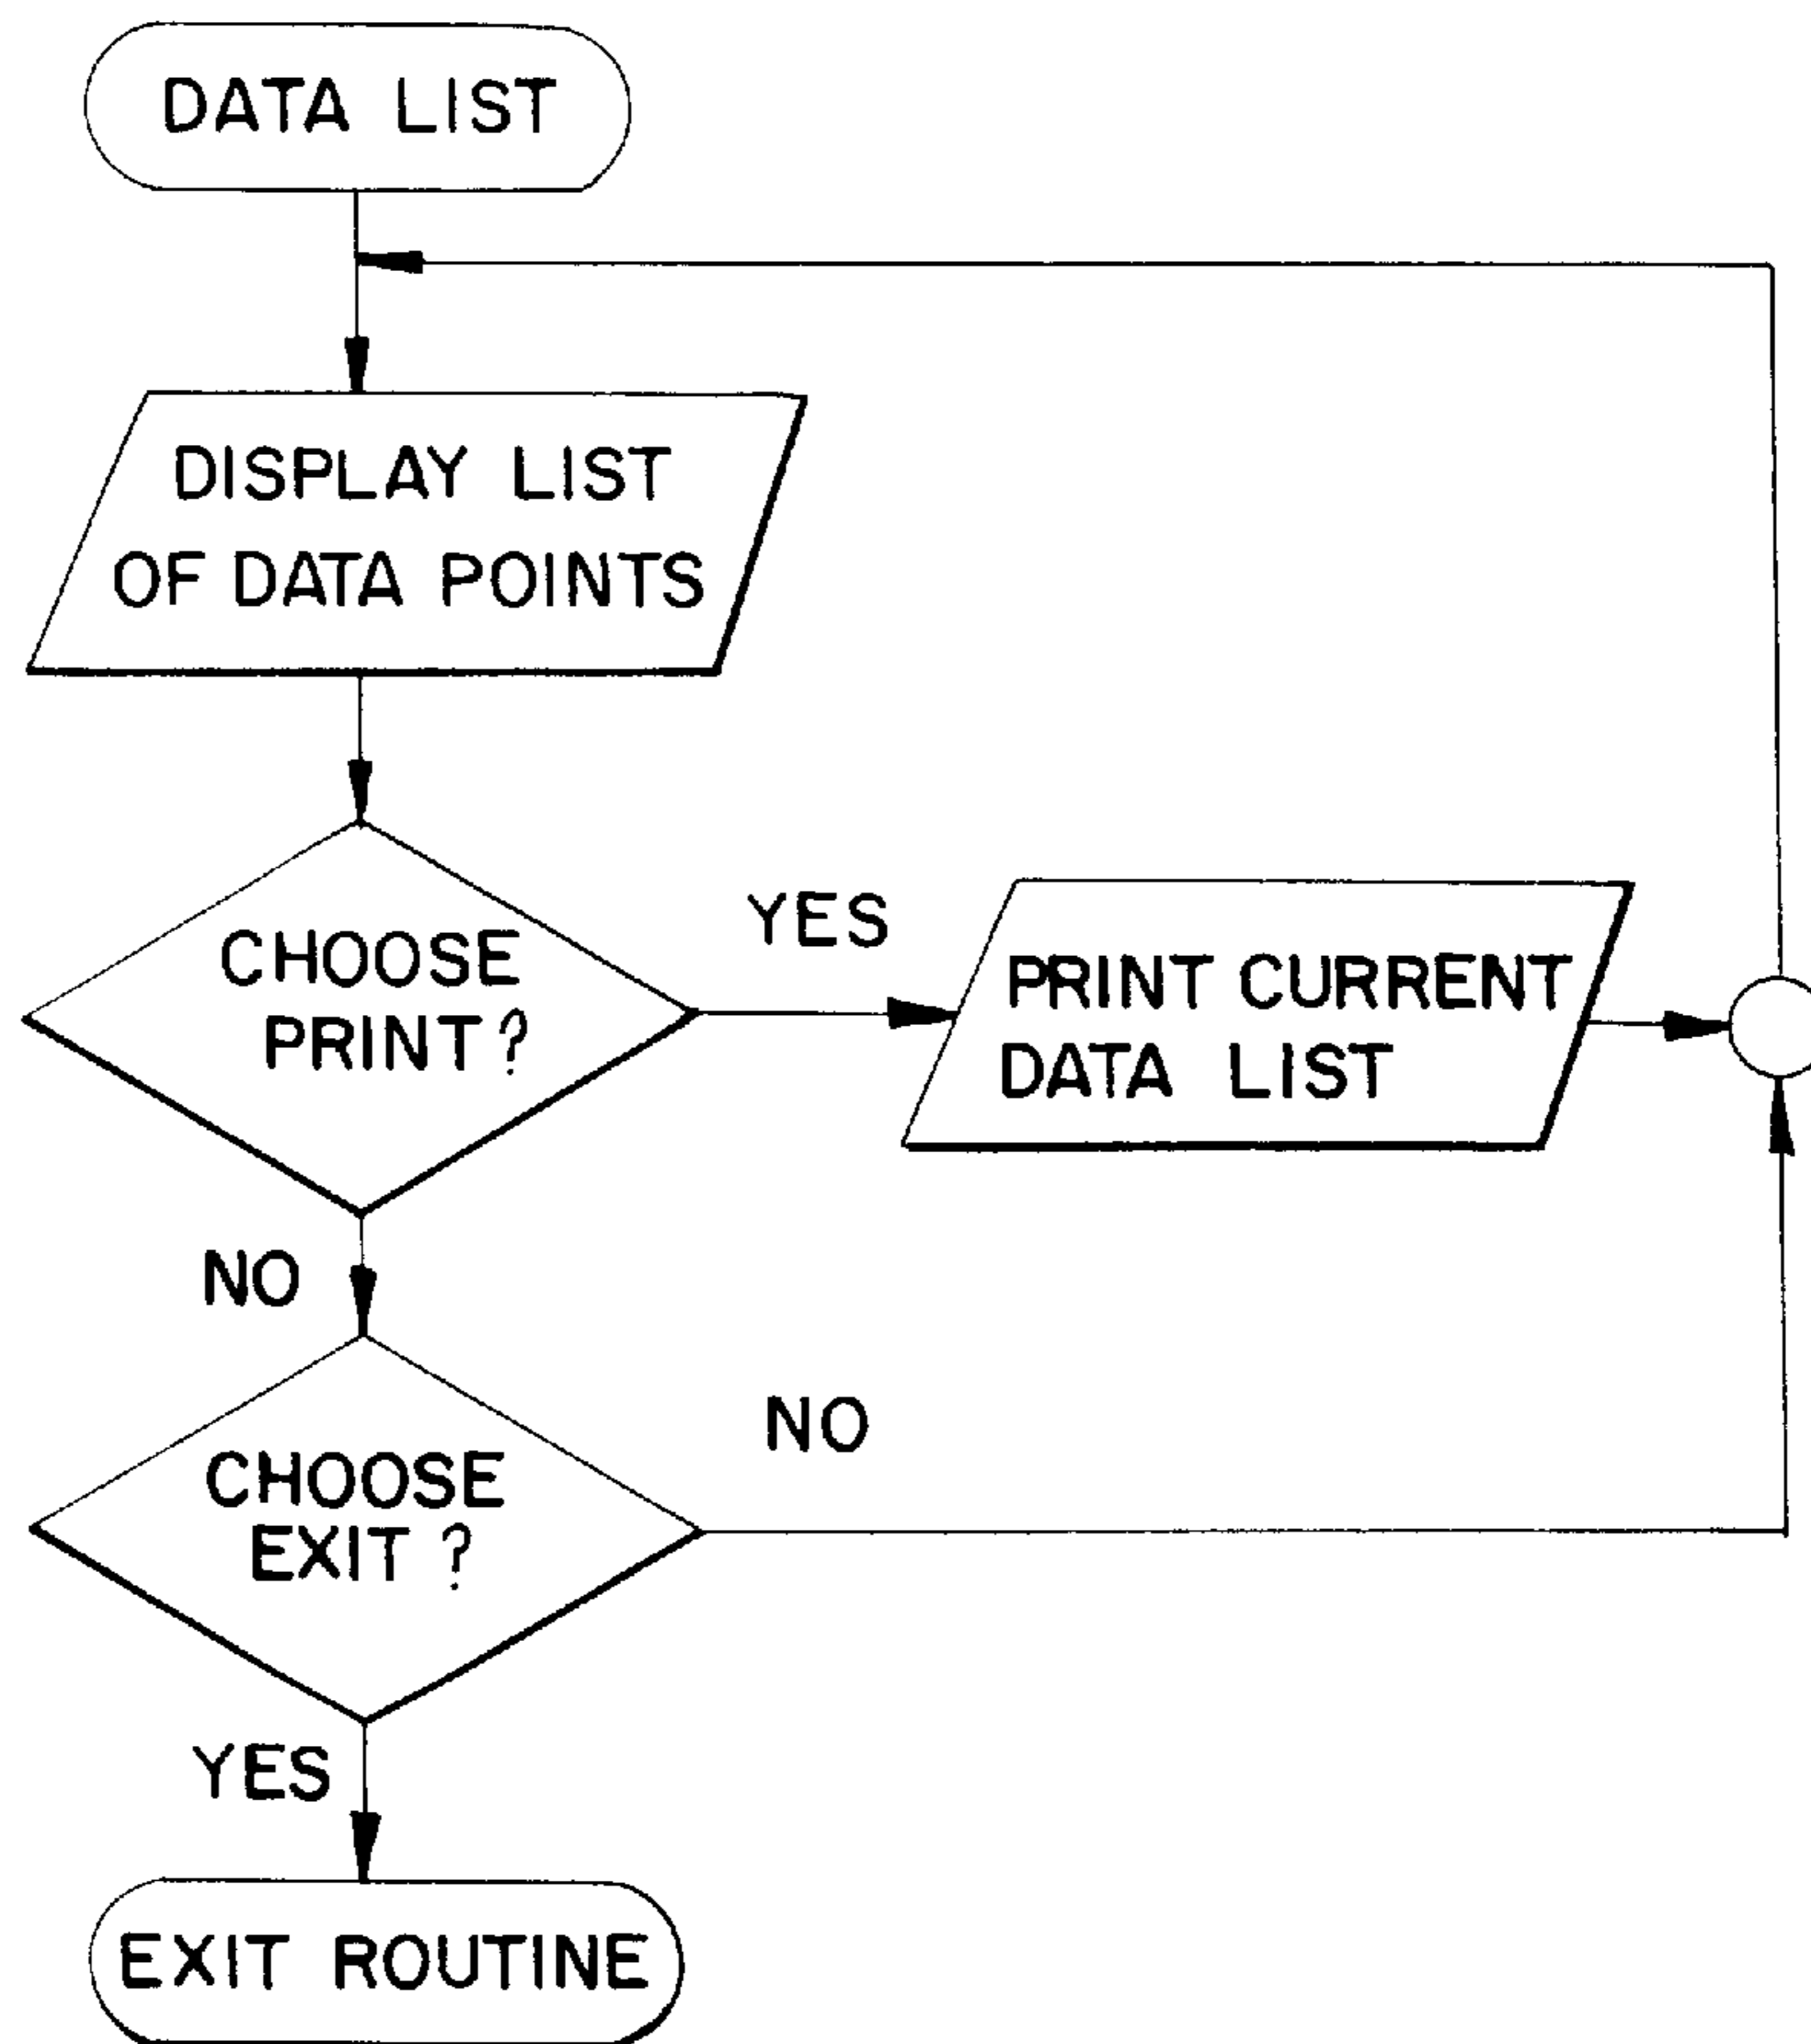 DATA LIST
DISPLAY LIST
OF DATA POINTS
CHOOSE
PRINT?
YES
PRINT CURRENT
DATA LIST
NO
CHOOSE
EXIT ?
NO
YES
EXIT ROUTINE